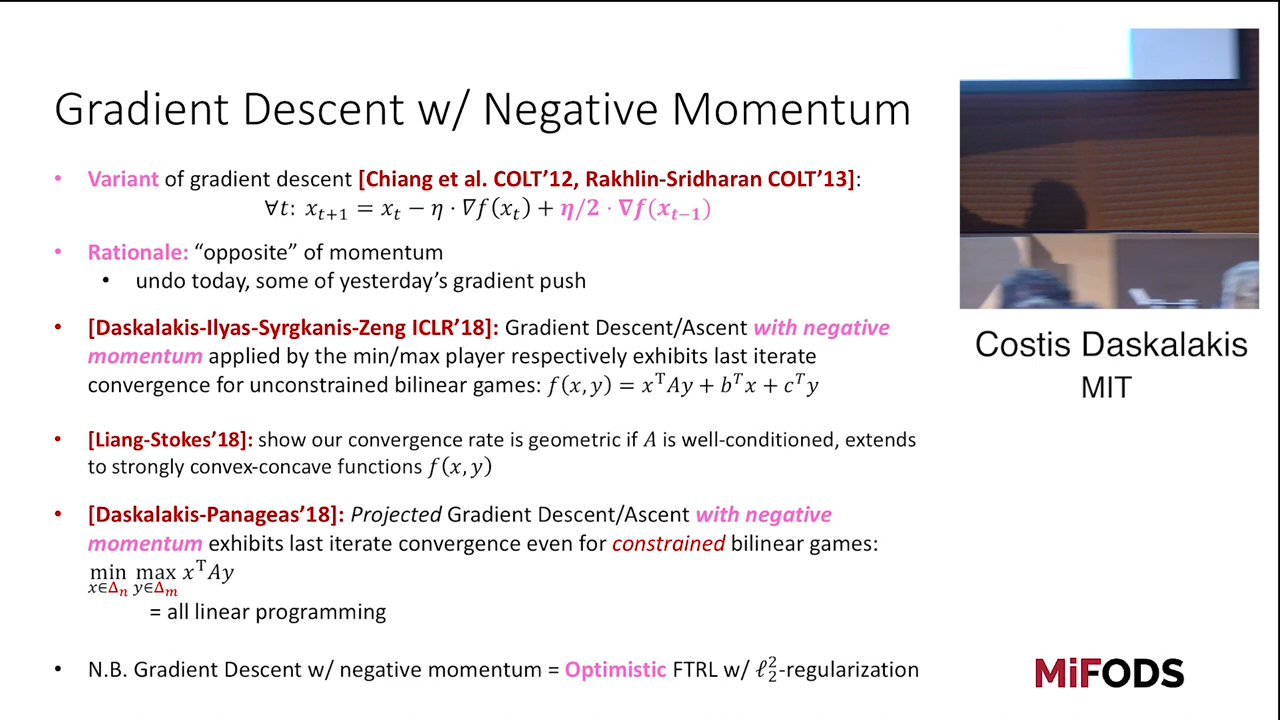 Gradient Descent w/ Negative Momentum
• Variant of gradient descent [Chiang et al. COLT’12, Rakhlin-Sridharan COLT’13]:
∀t: x_{t+1} = x_t − η · ∇f(x_t) + η/2 · ∇f(x_{t−1})
• Rationale: “opposite” of momentum
• undo today, some of yesterday’s gradient push
• [Daskalakis-Ilyas-Syrgkanis-Zeng ICLR’18]: Gradient Descent/Ascent with negative
momentum applied by the min/max player respectively exhibits last iterate
convergence for unconstrained bilinear games: f(x, y) = x^T Ay + b^T x + c^T y
• [Liang-Stokes’18]: show our convergence rate is geometric if A is well-conditioned, extends
to strongly convex-concave functions f(x, y)
• [Daskalakis-Panageas’18]: Projected Gradient Descent/Ascent with negative
momentum exhibits last iterate convergence even for constrained bilinear games:
min_{x∈Δ_n} max_{y∈Δ_m} x^T Ay
= all linear programming
• N.B. Gradient Descent w/ negative momentum = Optimistic FTRL w/ ℓ_2^2-regularization
Costis Daskalakis
MIT
MiFODS